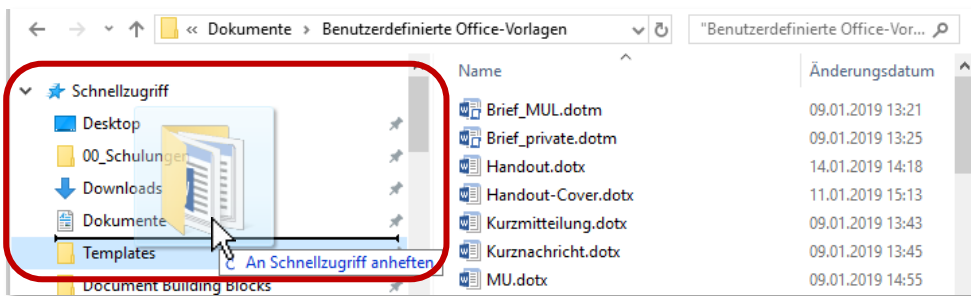 « Dokumente > Benutzerdefinierte Office-Vorlagen
"Benutzerdefinierte Office-Vor...
Schnellzugriff
Desktop
00_Schulungen
Downloads
Dokumente
Templates
An Schnellzugriff anheften
Document Building Blocks
Name Änderungsdatum
Brief_MUL.dotm 09.01.2019 13:21
Brief_private.dotm 09.01.2019 13:25
Handout.dotx 14.01.2019 14:18
Handout-Cover.dotx 11.01.2019 15:13
Kurzmitteilung.dotx 09.01.2019 13:43
Kurznachricht.dotx 09.01.2019 13:45
MU.dotx 09.01.2019 14:55